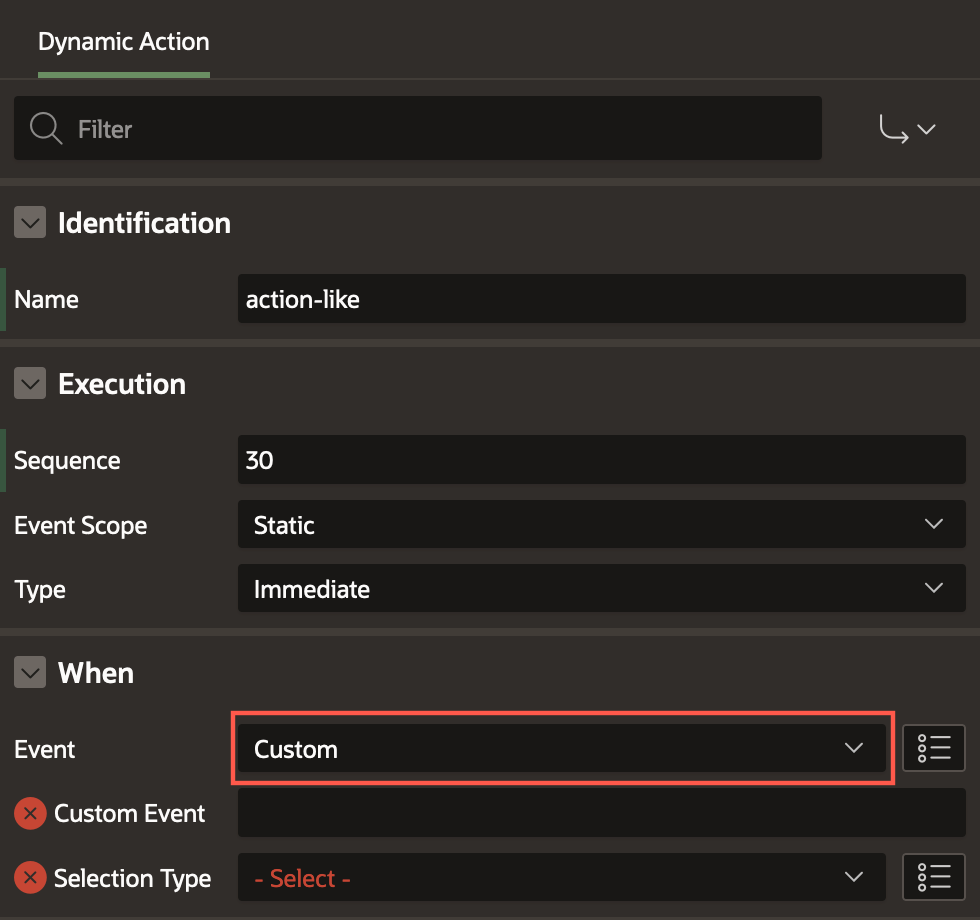 Dynamic Action
Filter
Identification
Name action-like
Execution
Sequence 30
Event Scope Static
Type Immediate
When
Event Custom
Custom Event
Selection Type - Select -